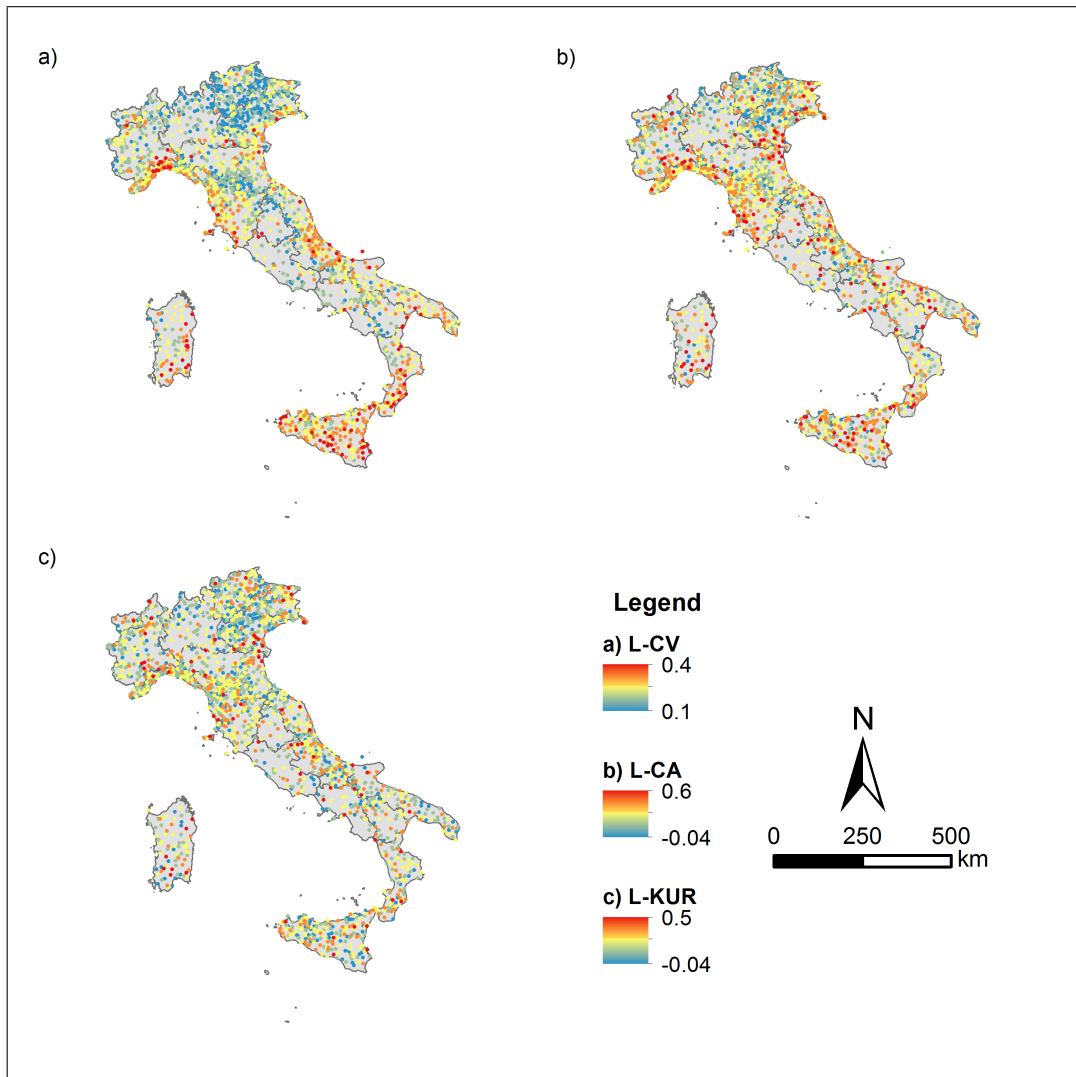 a)
b)
c)
Legend
a) L-CV
0.4
0.1
b) L-CA
0.6
-0.04
c) L-KUR
0.5
-0.04
N
0 250 500
km